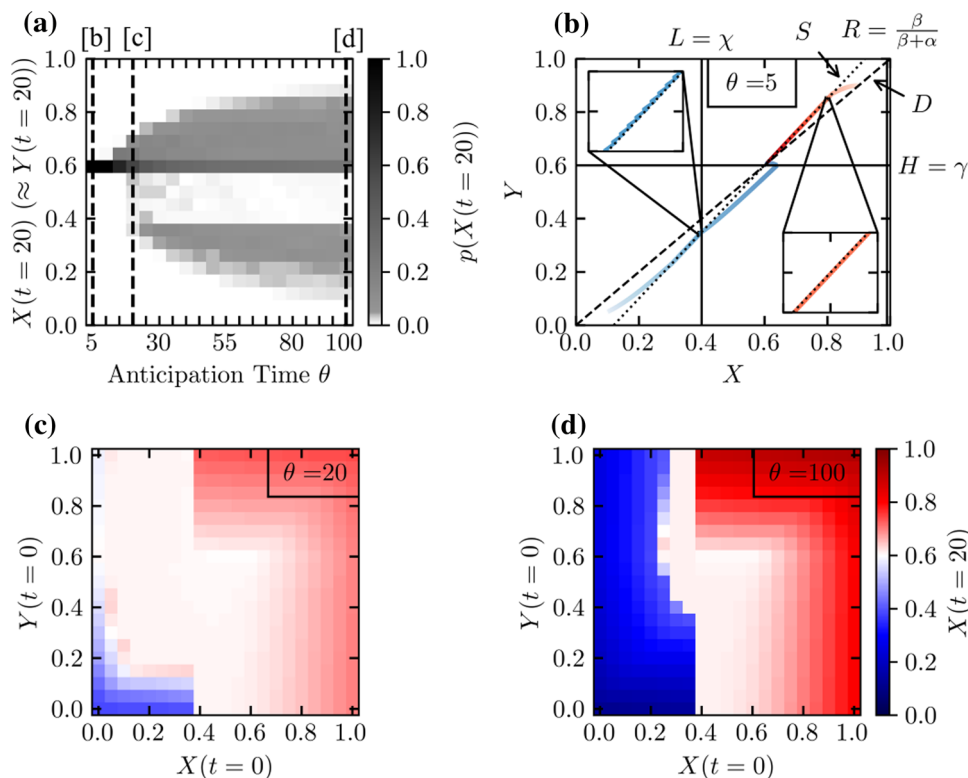 (a)
[b] [c] [d]
X(t = 20) (≈ Y(t = 20))
1.0
0.8
0.6
0.4
0.2
0.0
5 30 55 80 100
Anticipation Time θ
1.0
0.8
0.6
0.4
0.2
0.0
p(X(t = 20))
(b)
L = χ S R = β/(β+α)
θ = 5
D
H = γ
Y
1.0
0.8
0.6
0.4
0.2
0.0
0.0 0.2 0.4 0.6 0.8 1.0
X
(c)
θ = 20
Y(t = 0)
1.0
0.8
0.6
0.4
0.2
0.0
0.0 0.2 0.4 0.6 0.8 1.0
X(t = 0)
(d)
θ = 100
Y(t = 0)
1.0
0.8
0.6
0.4
0.2
0.0
0.0 0.2 0.4 0.6 0.8 1.0
X(t = 0)
1.0
0.8
0.6
0.4
0.2
0.0
X(t = 20)